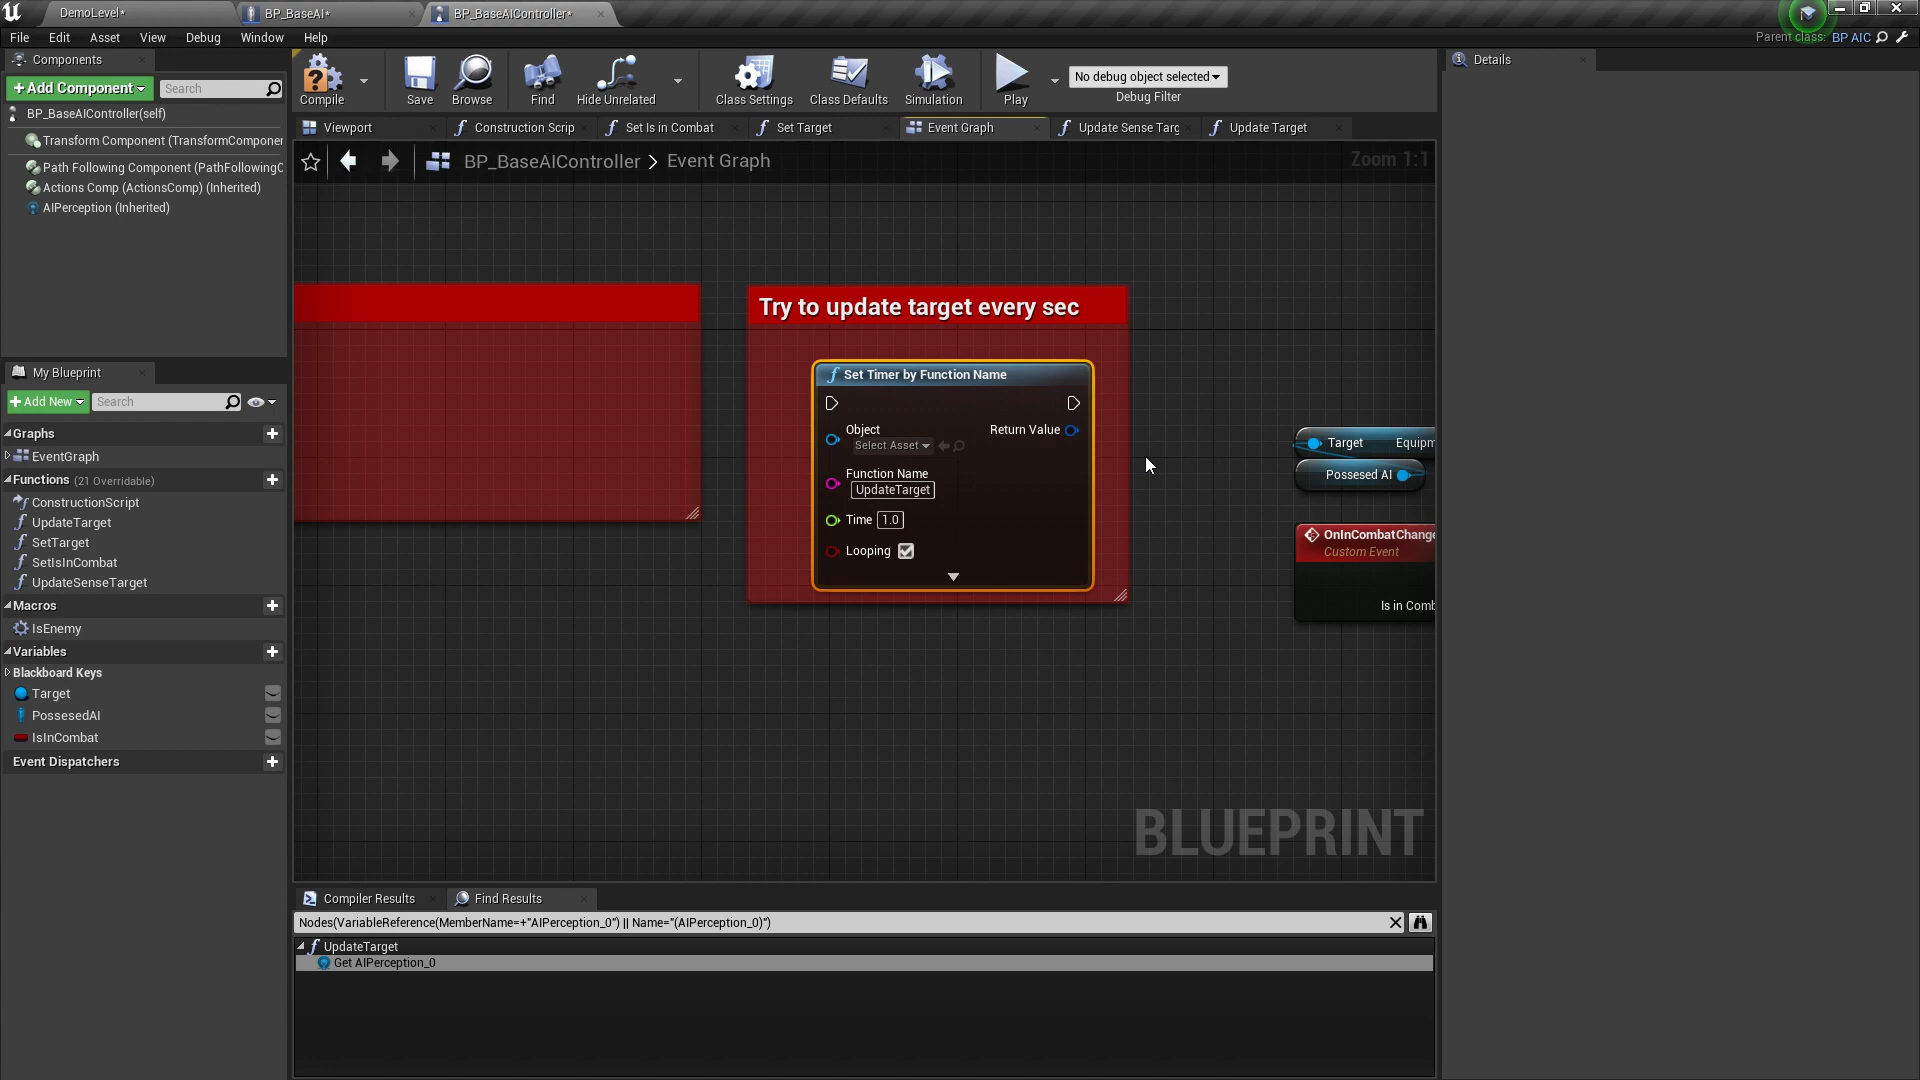 DemoLevel*
BP_BaseAI*
BP_BaseAIController*
File Edit Asset View Debug Window Help
Parent class: BP AIC
Components
Details
+Add Component
Search
Compile
Save
Browse
Find
Hide Unrelated
Class Settings
Class Defaults
Simulation
Play
No debug object selected
Debug Filter
BP_BaseAIController(self)
Transform Component (TransformComponer
Path Following Component (PathFollowingC
Actions Comp (ActionsComp) (Inherited)
AIPerception (Inherited)
Viewport
Construction Scrip
Set Is in Combat
Set Target
Event Graph
Update Sense Targ
Update Target
BP_BaseAIController > Event Graph
Zoom 1:1
Try to update target every sec
Set Timer by Function Name
Object
Select Asset
Return Value
Function Name
UpdateTarget
Time 1.0
Looping
Target Equipm
Possesed AI
OnInCombatChange
Custom Event
Is in Comb
BLUEPRINT
My Blueprint
+Add New
Search
Graphs
EventGraph
Functions (21 Overridable)
ConstructionScript
UpdateTarget
SetTarget
SetIsInCombat
UpdateSenseTarget
Macros
IsEnemy
Variables
Blackboard Keys
Target
PossesedAI
IsInCombat
Event Dispatchers
Compiler Results
Find Results
Nodes(VariableReference(MemberName=+"AIPerception_0") || Name="(AIPerception_0)")
UpdateTarget
Get AIPerception_0